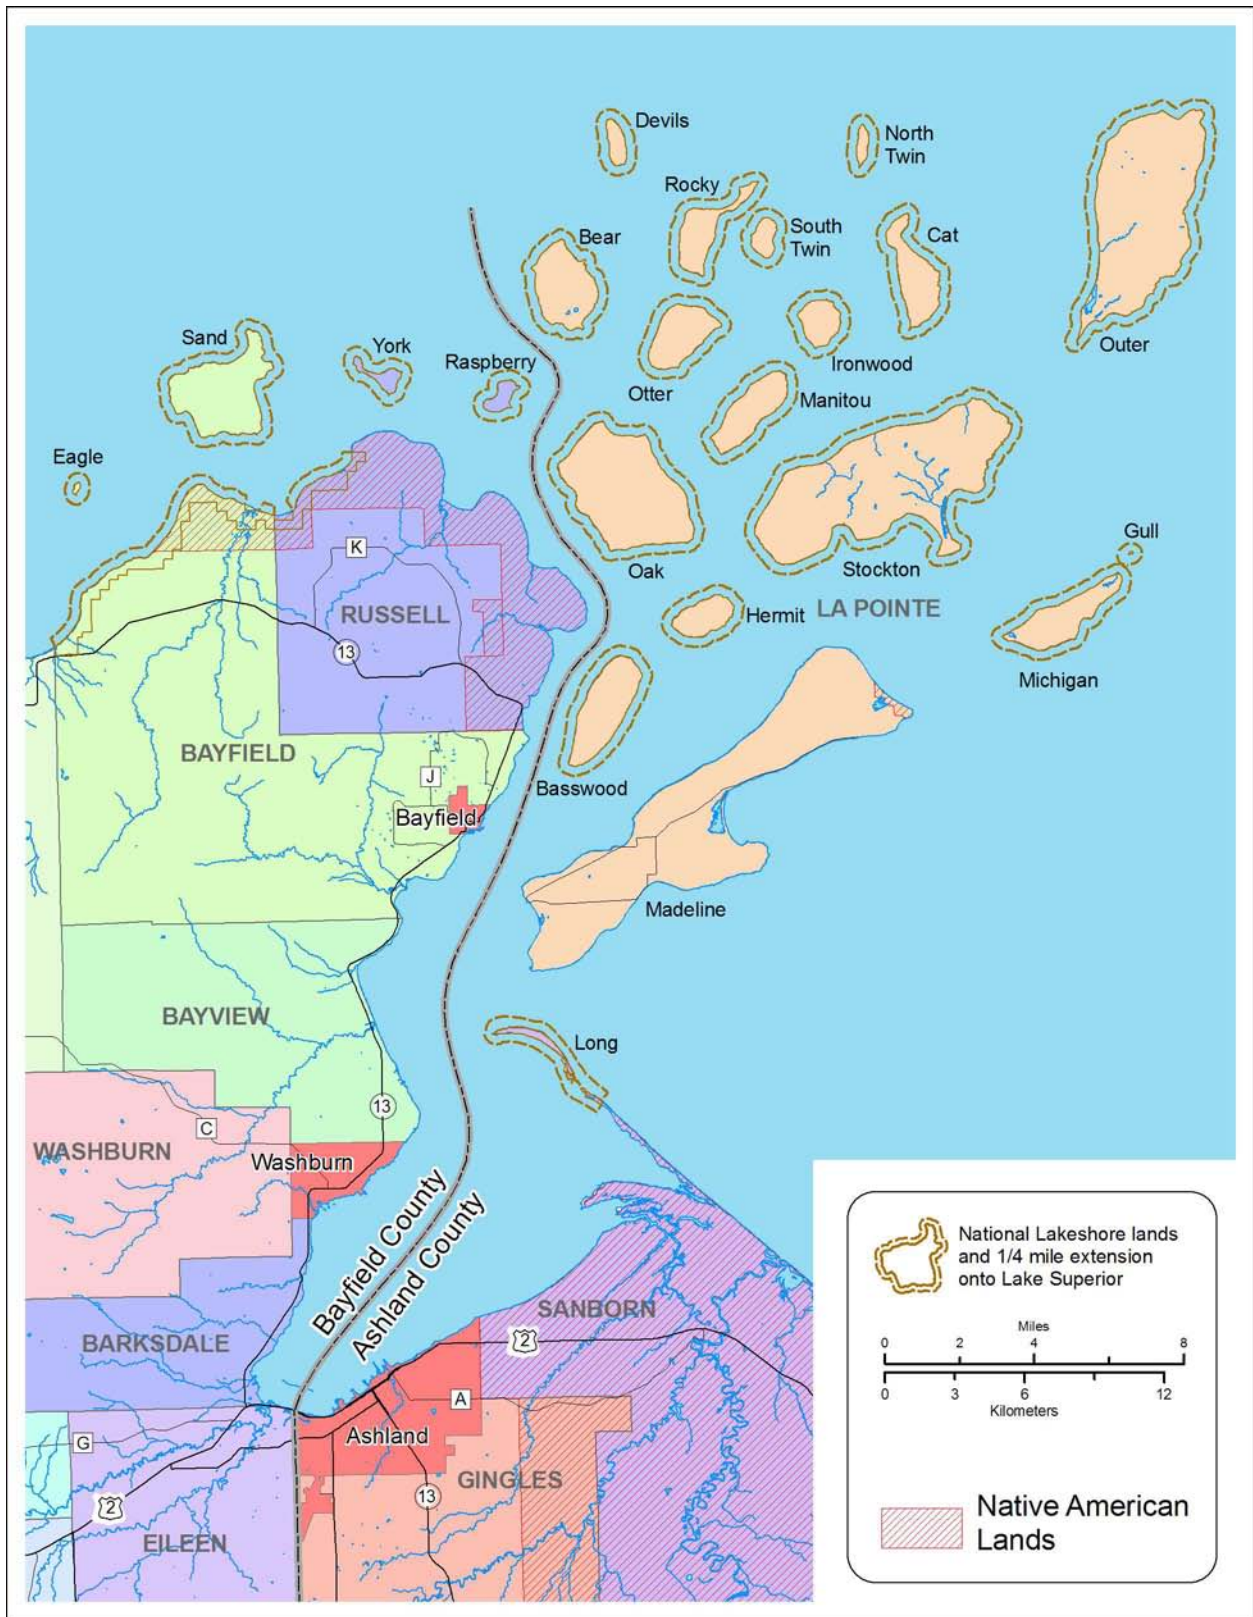 Devils
North
Twin
Rocky
South
Twin
Bear
Cat
Sand
York
Raspberry
Ironwood
Outer
Otter
Manitou
Eagle
Gull
K
Oak
Stockton
RUSSELL
Hermit
LA POINTE
13
Michigan
BAYFIELD
J
Basswood
Bayfield
Madeline
BAYVIEW
Long
13
C
WASHBURN
Washburn
Bayfield County
Ashland County
National Lakeshore lands
and 1/4 mile extension
onto Lake Superior
SANBORN
BARKSDALE
2
Miles
0 2 4 8
0 3 6 12
Kilometers
A
G
Ashland
GINGLES
13
2
EILEEN
Native American
Lands